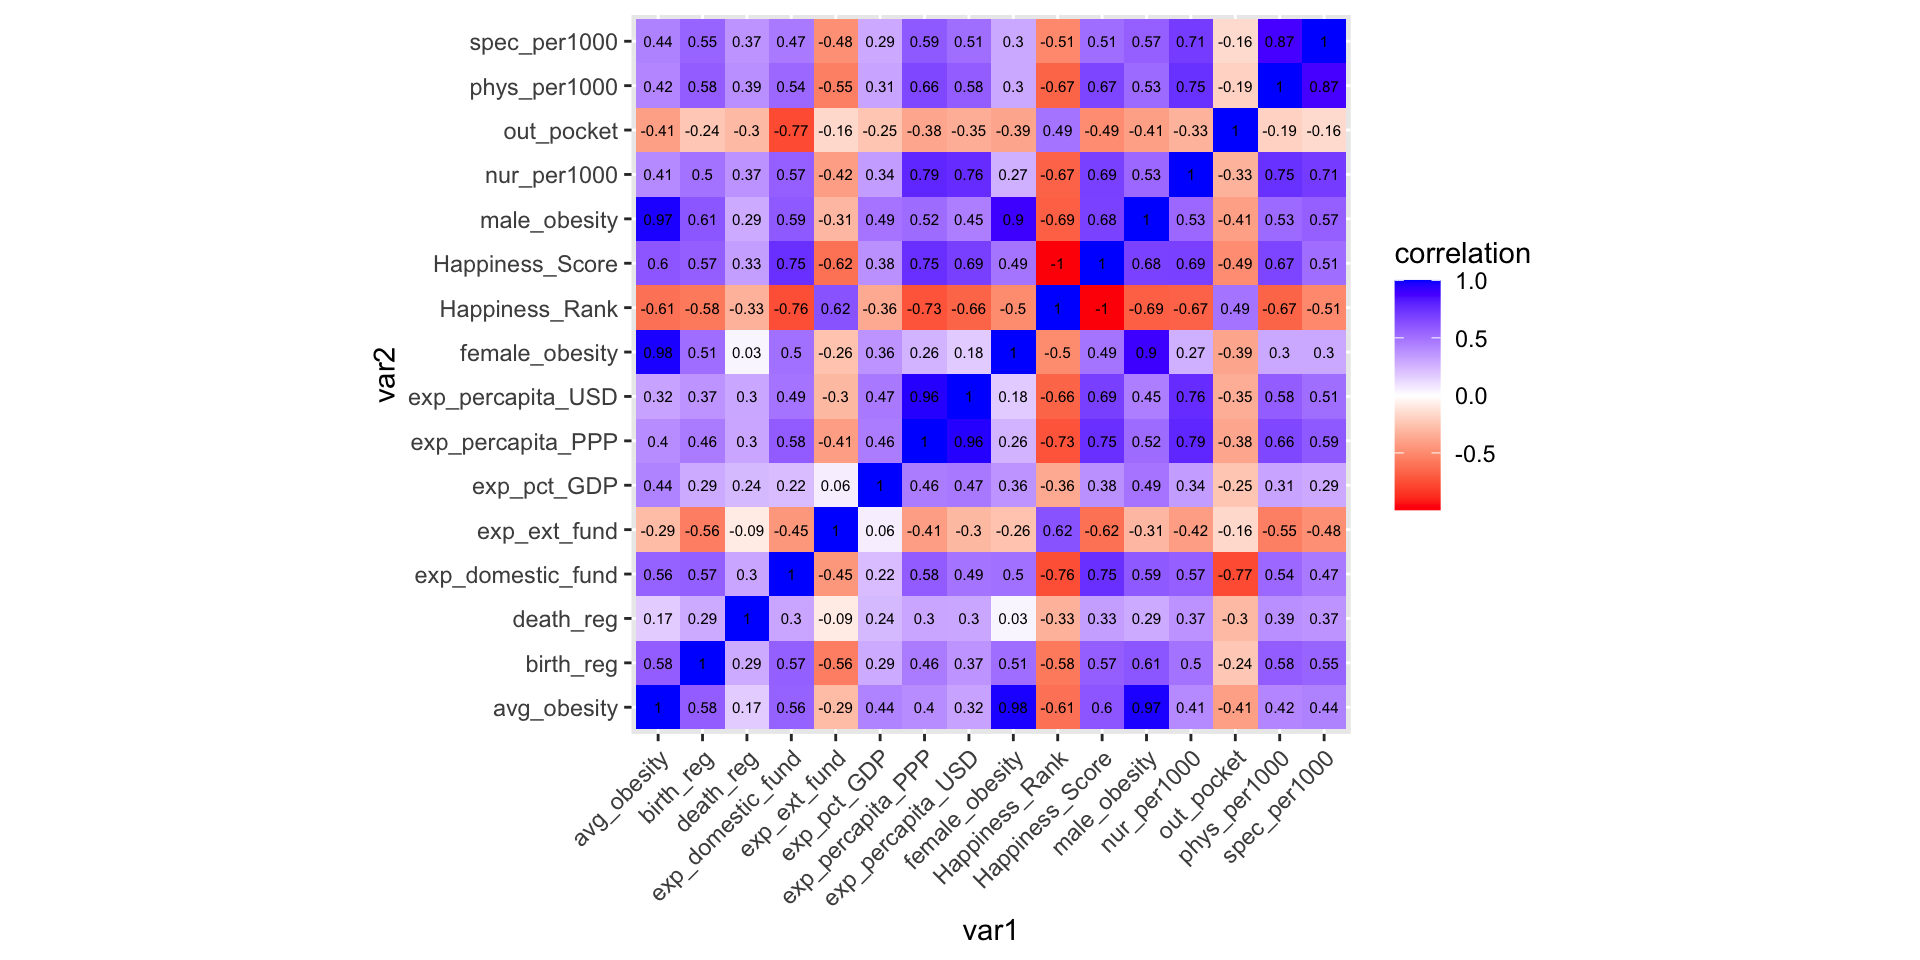 spec_per1000 0.44 0.55 0.37 0.47 -0.48 0.29 0.59 0.51 0.3 -0.51 0.51 0.57 0.71 -0.16 0.87 1
phys_per1000 0.42 0.58 0.39 0.54 -0.55 0.31 0.66 0.58 0.3 -0.67 0.67 0.53 0.75 -0.19 1 0.87
out_pocket -0.41 -0.24 -0.3 -0.77 -0.16 -0.25 -0.38 -0.35 -0.39 0.49 -0.49 -0.41 -0.33 1 -0.19 -0.16
nur_per1000 0.41 0.5 0.37 0.57 -0.42 0.34 0.79 0.76 0.27 -0.67 0.69 0.53 1 -0.33 0.75 0.71
male_obesity 0.97 0.61 0.29 0.59 -0.31 0.49 0.52 0.45 0.9 -0.69 0.68 1 0.53 -0.41 0.53 0.57
Happiness_Score 0.6 0.57 0.33 0.75 -0.62 0.38 0.75 0.69 0.49 -1 1 0.68 0.69 -0.49 0.67 0.51
Happiness_Rank -0.61 -0.58 -0.33 -0.76 0.62 -0.36 -0.73 -0.66 -0.5 1 -1 -0.69 -0.67 0.49 -0.67 -0.51
female_obesity 0.98 0.51 0.03 0.5 -0.26 0.36 0.26 0.18 1 -0.5 0.49 0.9 0.27 -0.39 0.3 0.3
exp_percapita_USD 0.32 0.37 0.3 0.49 -0.3 0.47 0.96 1 0.18 -0.66 0.69 0.45 0.76 -0.35 0.58 0.51
exp_percapita_PPP 0.4 0.46 0.3 0.58 -0.41 0.46 1 0.96 0.26 -0.73 0.75 0.52 0.79 -0.38 0.66 0.59
exp_pct_GDP 0.44 0.29 0.24 0.22 0.06 1 0.46 0.47 0.36 -0.36 0.38 0.49 0.34 -0.25 0.31 0.29
exp_ext_fund -0.29 -0.56 -0.09 -0.45 1 0.06 -0.41 -0.3 -0.26 0.62 -0.62 -0.31 -0.42 -0.16 -0.55 -0.48
exp_domestic_fund 0.56 0.57 0.3 1 -0.45 0.22 0.58 0.49 0.5 -0.76 0.75 0.59 0.57 -0.77 0.54 0.47
death_reg 0.17 0.29 1 0.3 -0.09 0.24 0.3 0.3 0.03 -0.33 0.33 0.29 0.37 -0.3 0.39 0.37
birth_reg 0.58 1 0.29 0.57 -0.56 0.29 0.46 0.37 0.51 -0.58 0.57 0.61 0.5 -0.24 0.58 0.55
avg_obesity 1 0.58 0.17 0.56 -0.29 0.44 0.4 0.32 0.98 -0.61 0.6 0.97 0.41 -0.41 0.42 0.44
var2
avg_obesity
birth_reg
death_reg
exp_domestic_fund
exp_ext_fund
exp_pct_GDP
exp_percapita_PPP
exp_percapita_USD
female_obesity
Happiness_Rank
Happiness_Score
male_obesity
nur_per1000
out_pocket
phys_per1000
spec_per1000
var1
correlation
1.0
0.5
0.0
-0.5